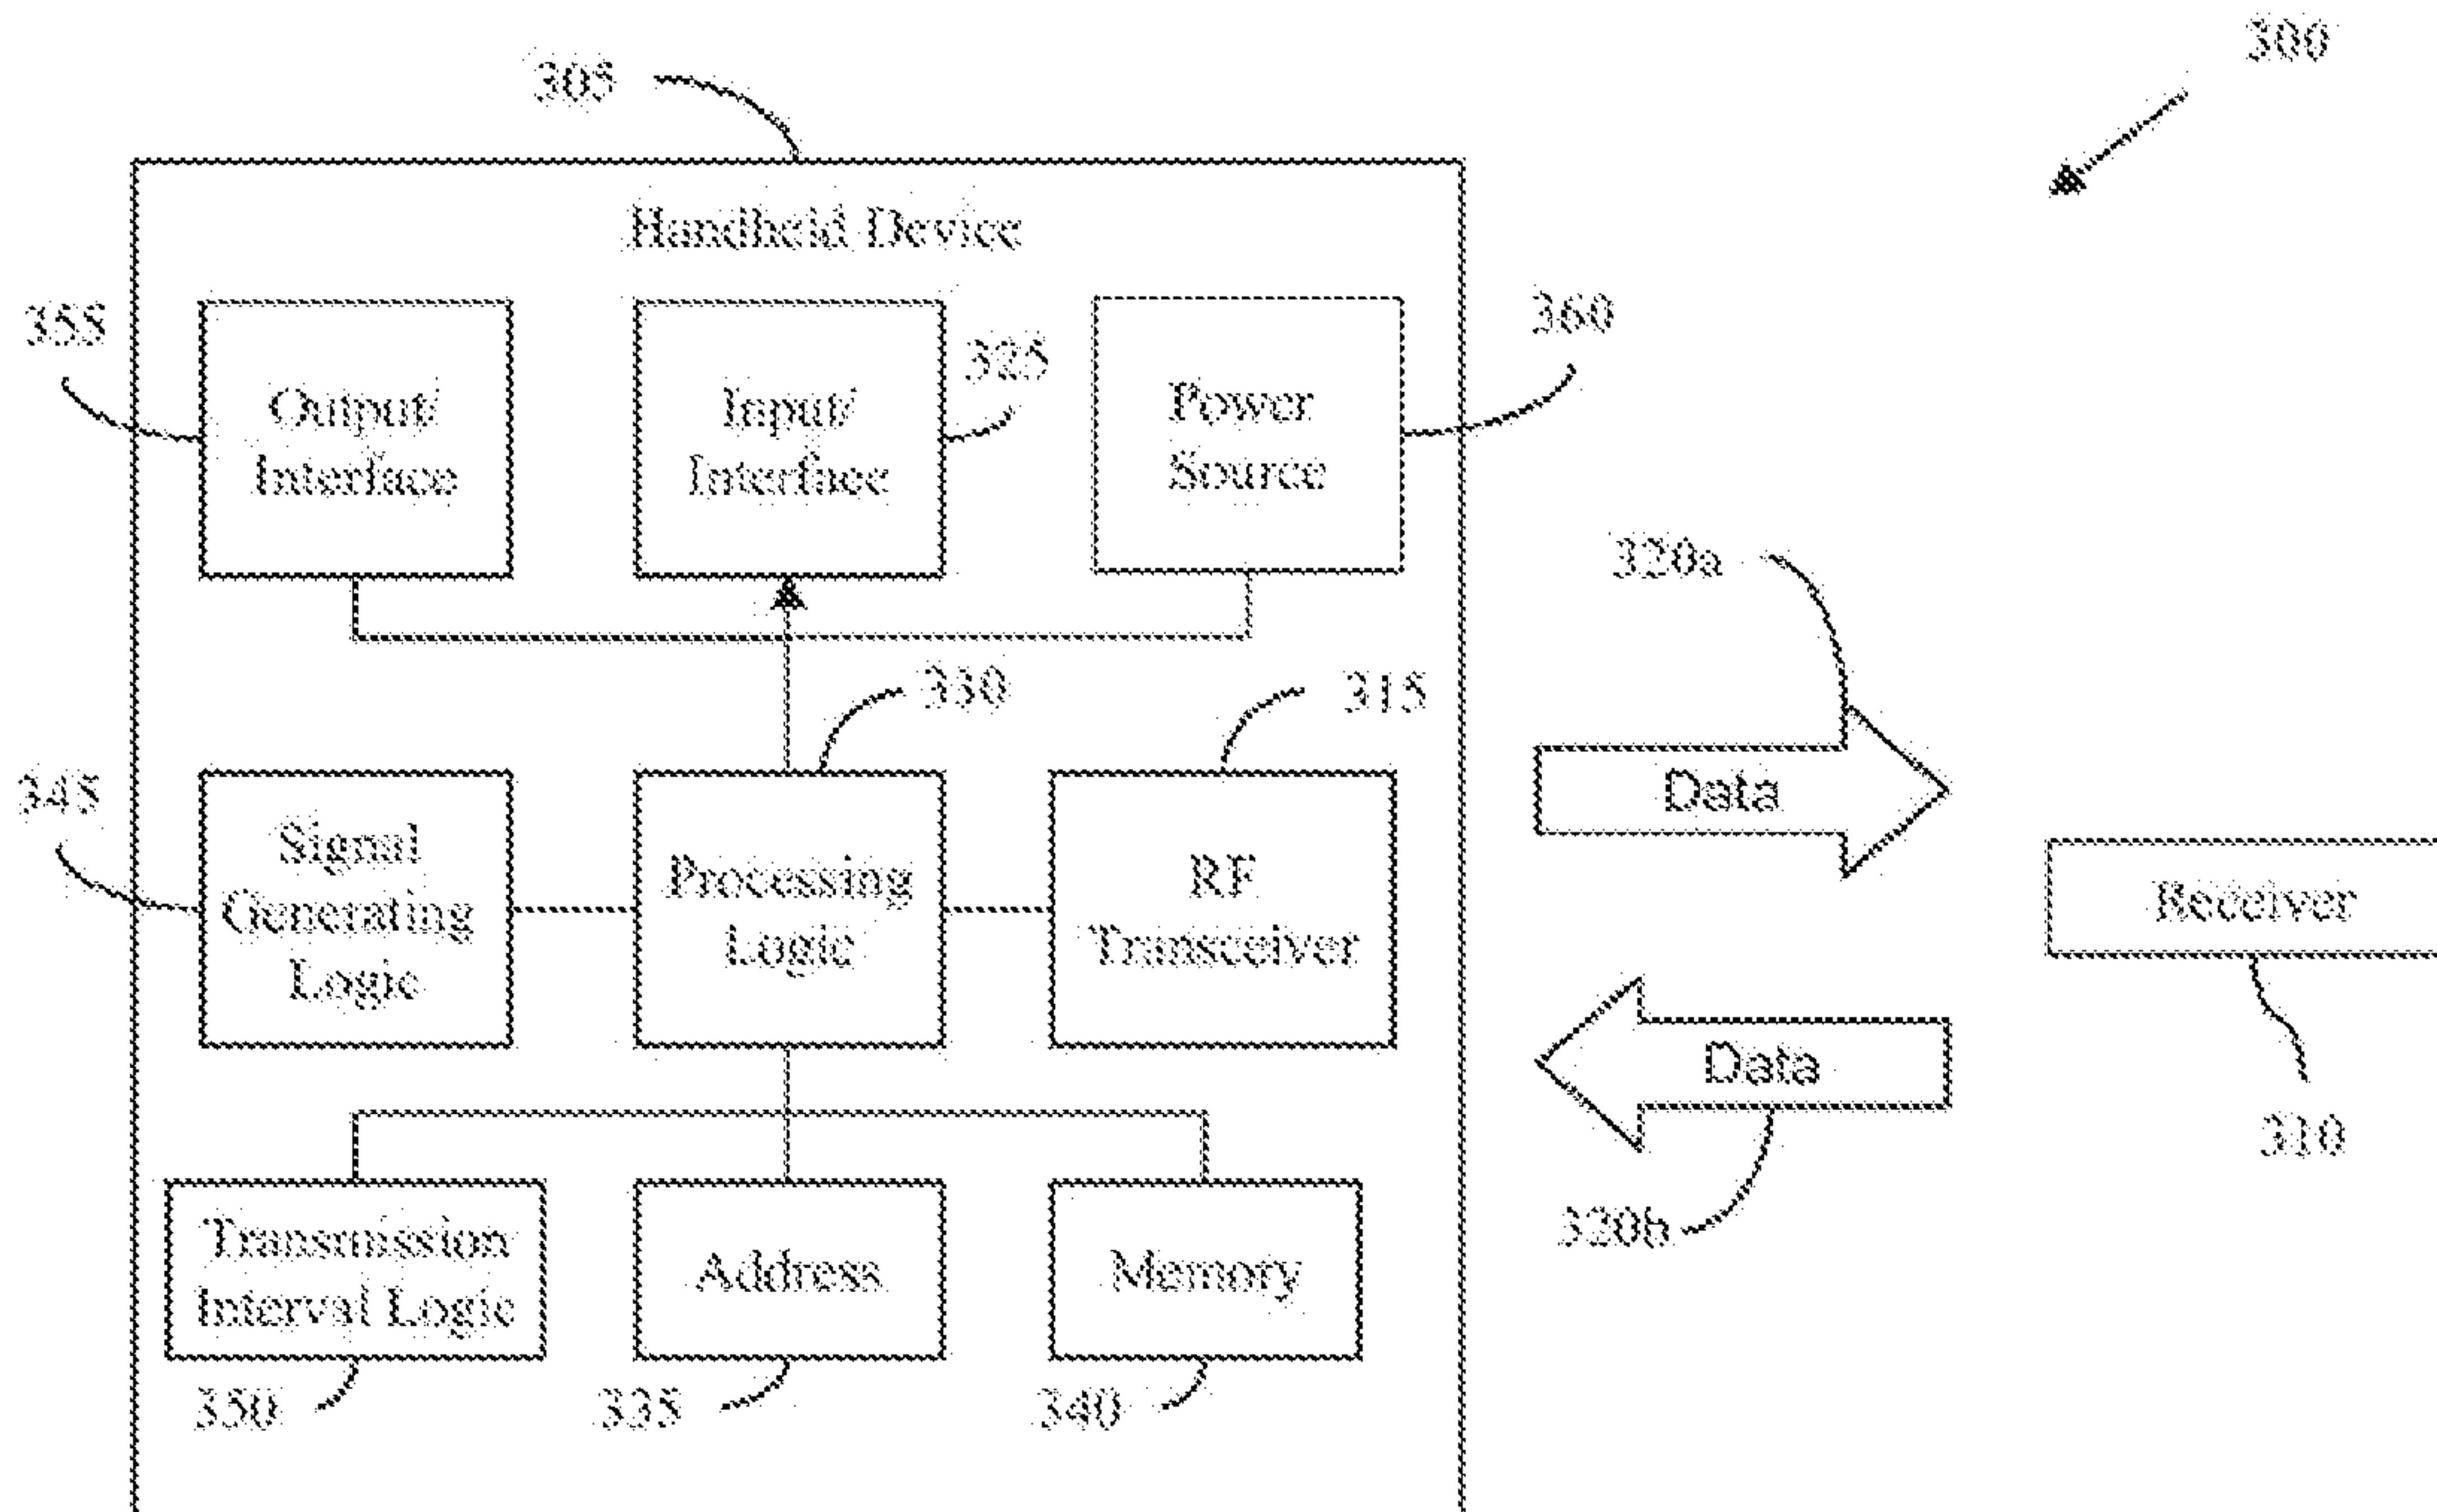 300
305
Handheld Device
355
Output/
Interface
325
Input/
Interface
360
Power
Source
320a
330
315
345
Signal
Generating
Logic
Processing
Logic
RF
Transceiver
Data
Receiver
Data
310
320b
Transmission
Interval Logic
Address
Memory
350
335
340